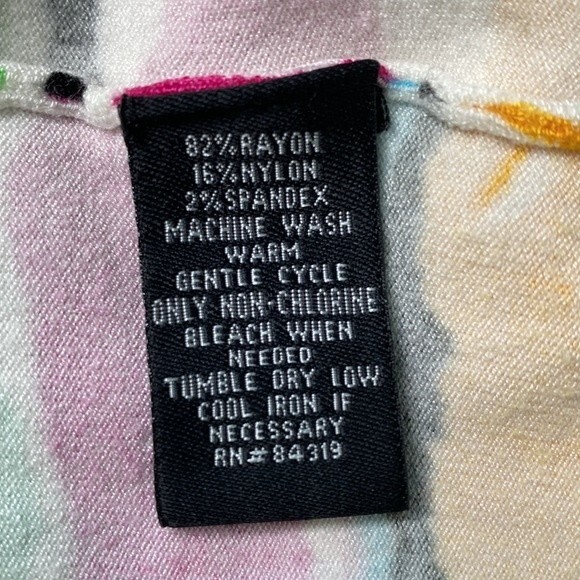 82% RAYON
16% NYLON
2% SPANDEX
MACHINE WASH
WARM
GENTLE CYCLE
ONLY NON-CHLORINE
BLEACH WHEN
NEEDED
TUMBLE DRY LOW
COOL IRON IF
NECESSARY
RN# 84319